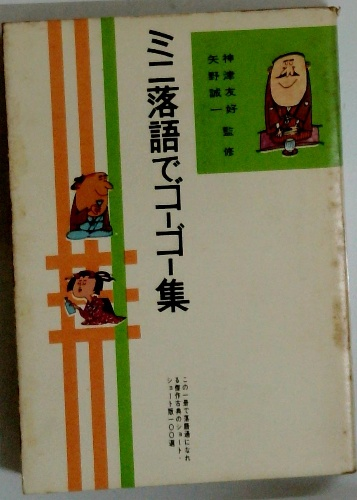 ミニ落語でゴーゴー集
神津友好
矢野誠一 監修
この一冊で落語通になれ
る傑作古典のショート・
ショート版一〇〇選